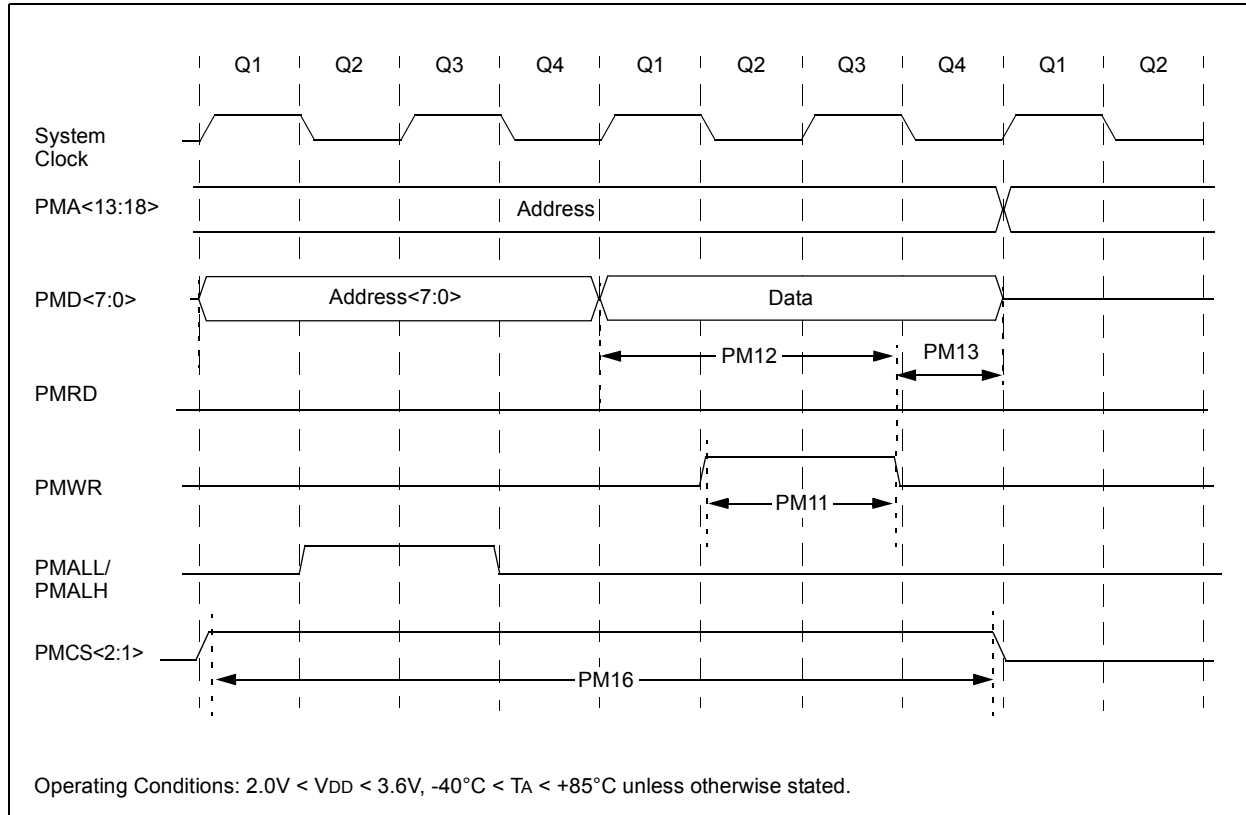 Q1 Q2 Q3 Q4 Q1 Q2 Q3 Q4 Q1 Q2
System
Clock
PMA<13:18>
Address
PMD<7:0>
Address<7:0>
Data
PM12
PM13
PMRD
PMWR
PM11
PMALL/
PMALH
PMCS<2:1>
PM16
Operating Conditions: 2.0V < VDD < 3.6V, -40°C < TA < +85°C unless otherwise stated.